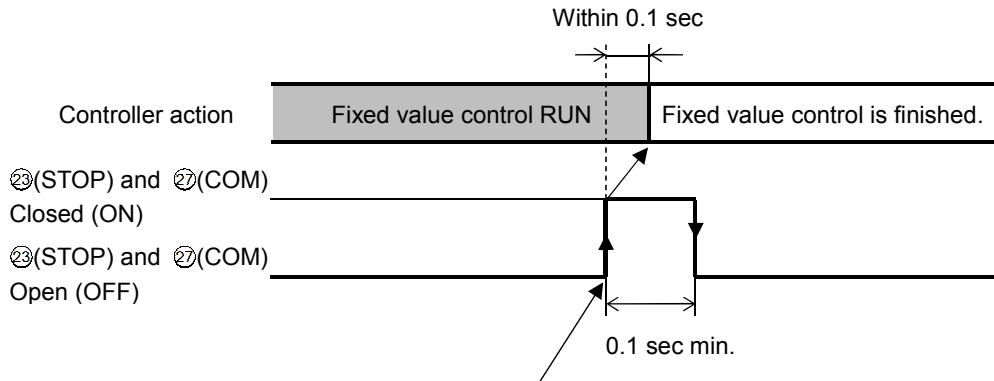 Within 0.1 sec
Controller action
Fixed value control RUN
Fixed value control is finished.
㉓(STOP) and ㉗(COM)
Closed (ON)
㉓(STOP) and ㉗(COM)
Open (OFF)
0.1 sec min.